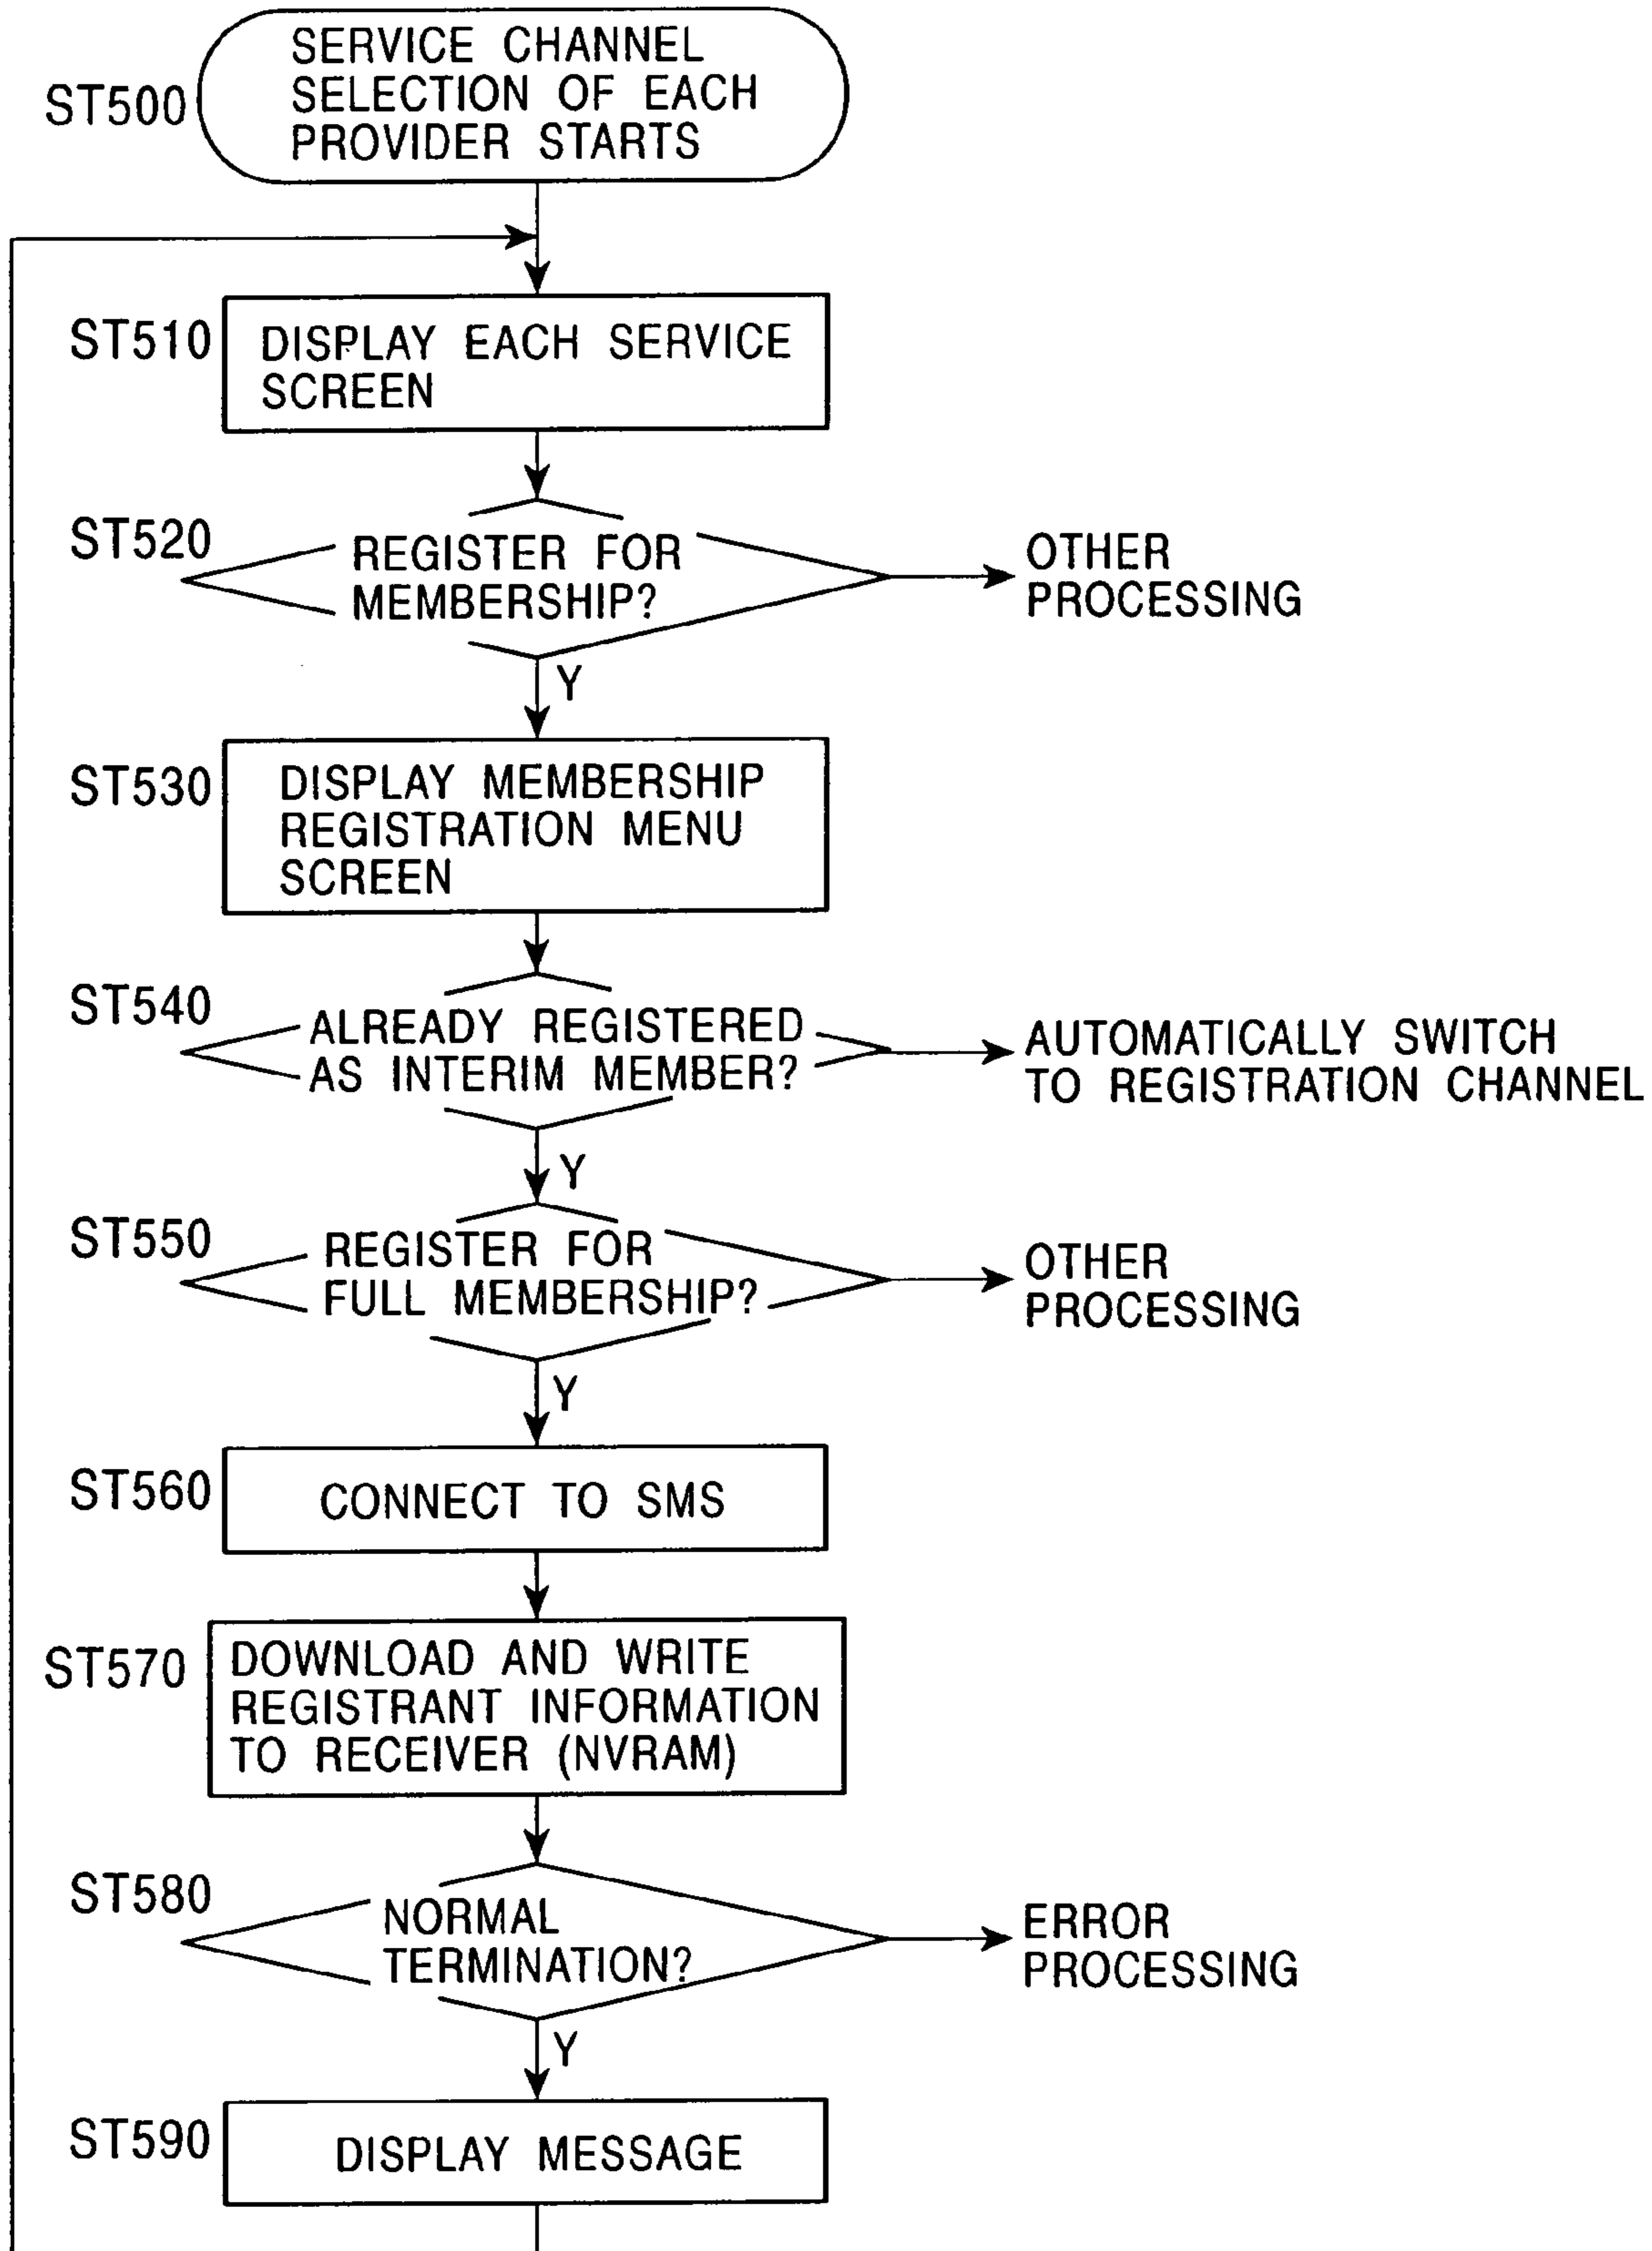 SERVICE CHANNEL
SELECTION OF EACH
PROVIDER STARTS
ST500
ST510
DISPLAY EACH SERVICE
SCREEN
ST520
REGISTER FOR
MEMBERSHIP?
OTHER
PROCESSING
Y
ST530
DISPLAY MEMBERSHIP
REGISTRATION MENU
SCREEN
ST540
ALREADY REGISTERED
AS INTERIM MEMBER?
AUTOMATICALLY SWITCH
TO REGISTRATION CHANNEL
Y
ST550
REGISTER FOR
FULL MEMBERSHIP?
OTHER
PROCESSING
Y
ST560
CONNECT TO SMS
ST570
DOWNLOAD AND WRITE
REGISTRANT INFORMATION
TO RECEIVER (NVRAM)
ST580
NORMAL
TERMINATION?
ERROR
PROCESSING
Y
ST590
DISPLAY MESSAGE